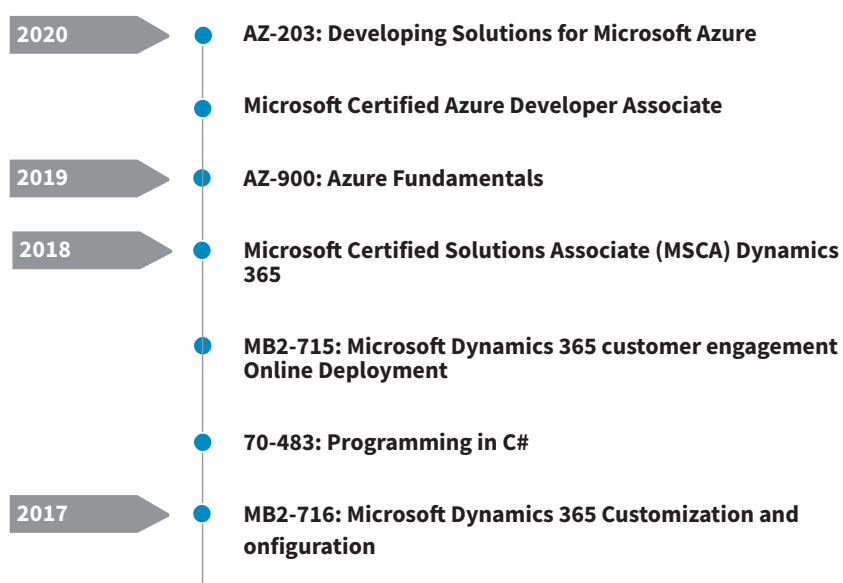 2020
AZ-203: Developing Solutions for Microsoft Azure
Microsoft Certified Azure Developer Associate
2019
AZ-900: Azure Fundamentals
2018
Microsoft Certified Solutions Associate (MSCA) Dynamics
365
MB2-715: Microsoft Dynamics 365 customer engagement
Online Deployment
70-483: Programming in C#
2017
MB2-716: Microsoft Dynamics 365 Customization and
onfiguration